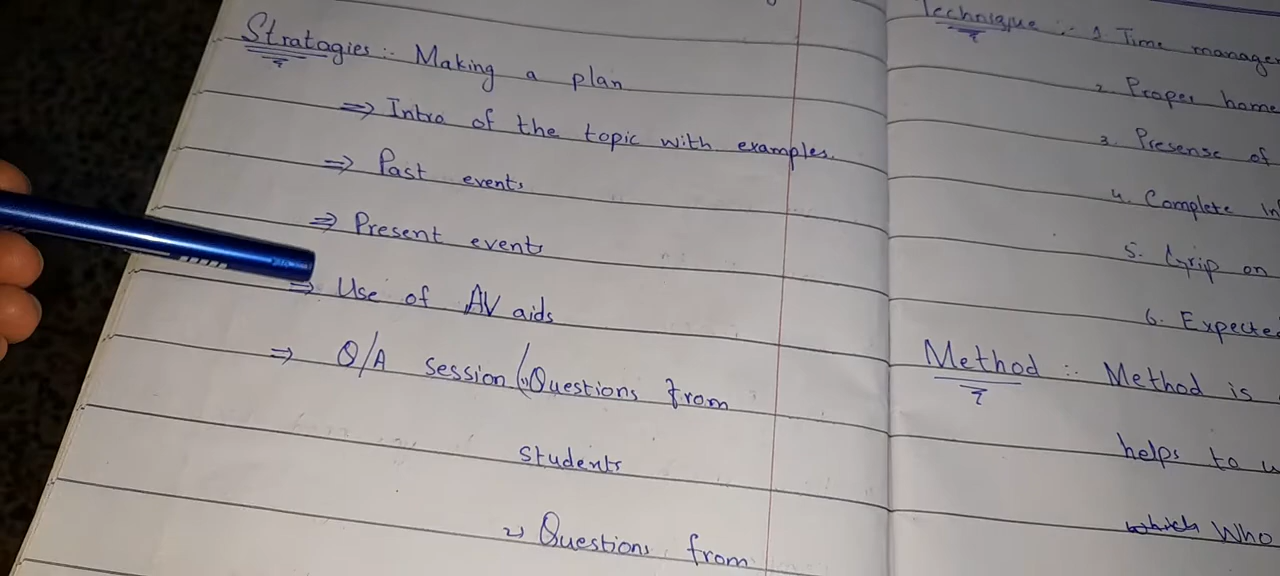 Stratagies :- Making a plan
⇒ Intro of the topic with examples.
⇒ Past events
⇒ Present events
⇒ Use of AV aids
⇒ Q/A session (1, Questions from
students
2, Questions from
Technique :- 1. Time manager
2. Proper home
3. Presense of
4. Complete
5. Grip on
6. Expecte
Method :- Method is
helps to
Who